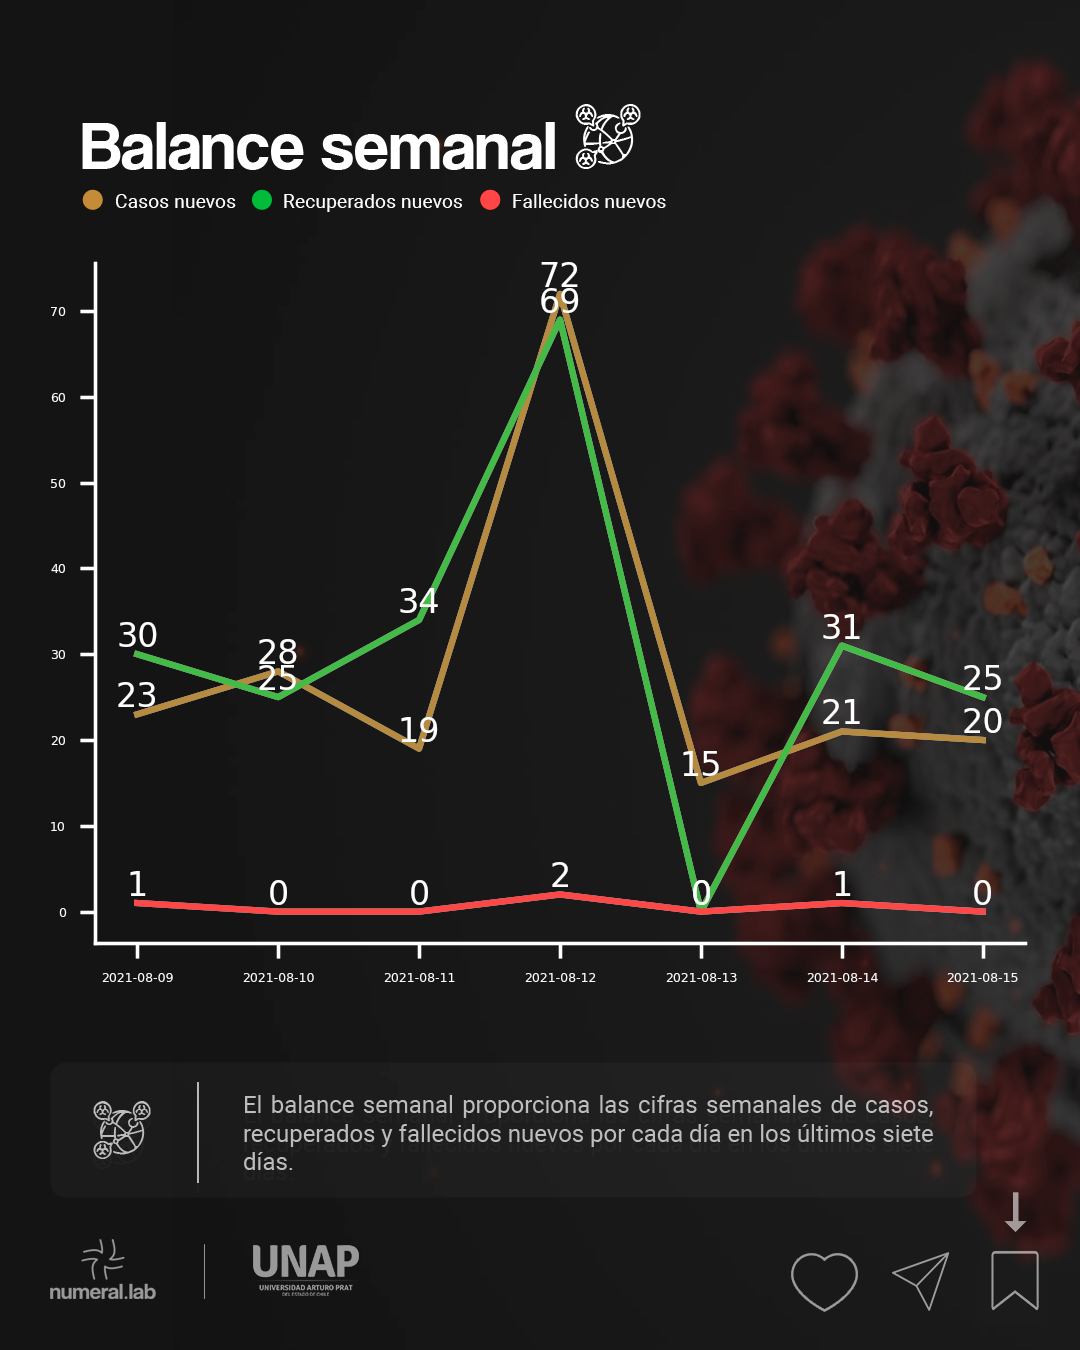 Balance semanal
Casos nuevos Recuperados nuevos Fallecidos nuevos
72
69
70
60
50
40
34
31
30
30
28
25
25
23
21
20
20
19
15
10
2
1
0
0
0
1
0
0
2021-08-09 2021-08-10 2021-08-11 2021-08-12 2021-08-13 2021-08-14 2021-08-15
El balance semanal proporciona las cifras semanales de casos,
recuperados y fallecidos nuevos por cada día en los últimos siete
días.
numeral.lab
UNAP
UNIVERSIDAD ARTURO PRAT
DEL ESTADO DE CHILE